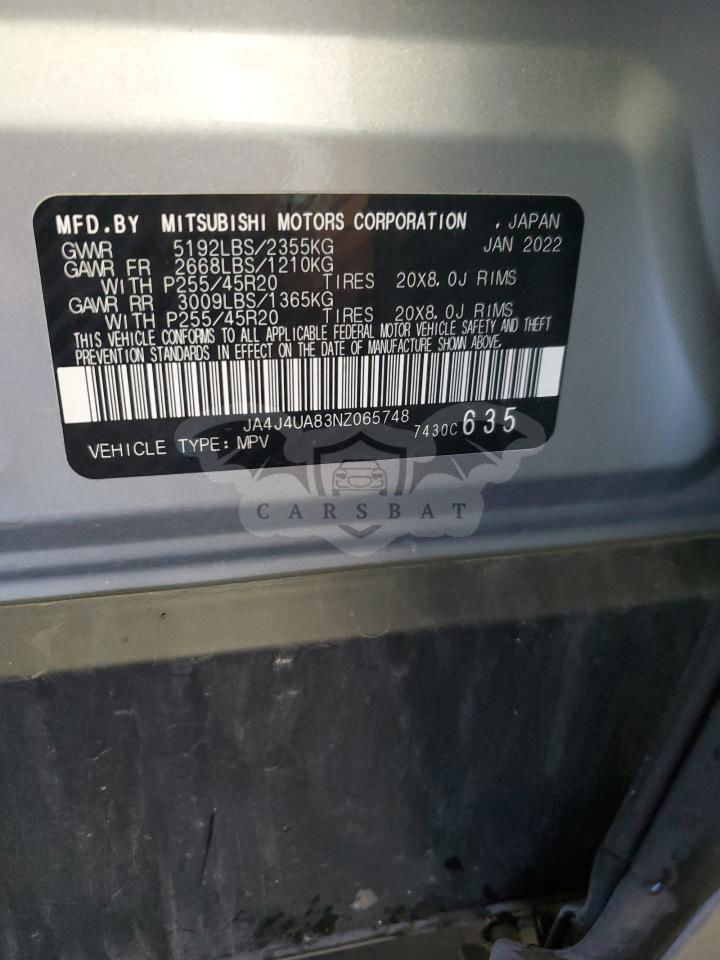 MFD.BY MITSUBISHI MOTORS CORPORATION , JAPAN
GVWR 5192LBS/2355KG JAN 2022
GAWR FR 2668LBS/1210KG
WITH P255/45R20 TIRES 20X8.0J RIMS
GAWR RR 3009LBS/1365KG
WITH P255/45R20 TIRES 20X8.0J RIMS
THIS VEHICLE CONFORMS TO ALL APPLICABLE FEDERAL MOTOR VEHICLE SAFETY AND THEFT
PREVENTION STANDARDS IN EFFECT ON THE DATE OF MANUFACTURE SHOWN ABOVE.
JA4J4UA83NZ065748
VEHICLE TYPE: MPV 7430C 635
CARSBAT